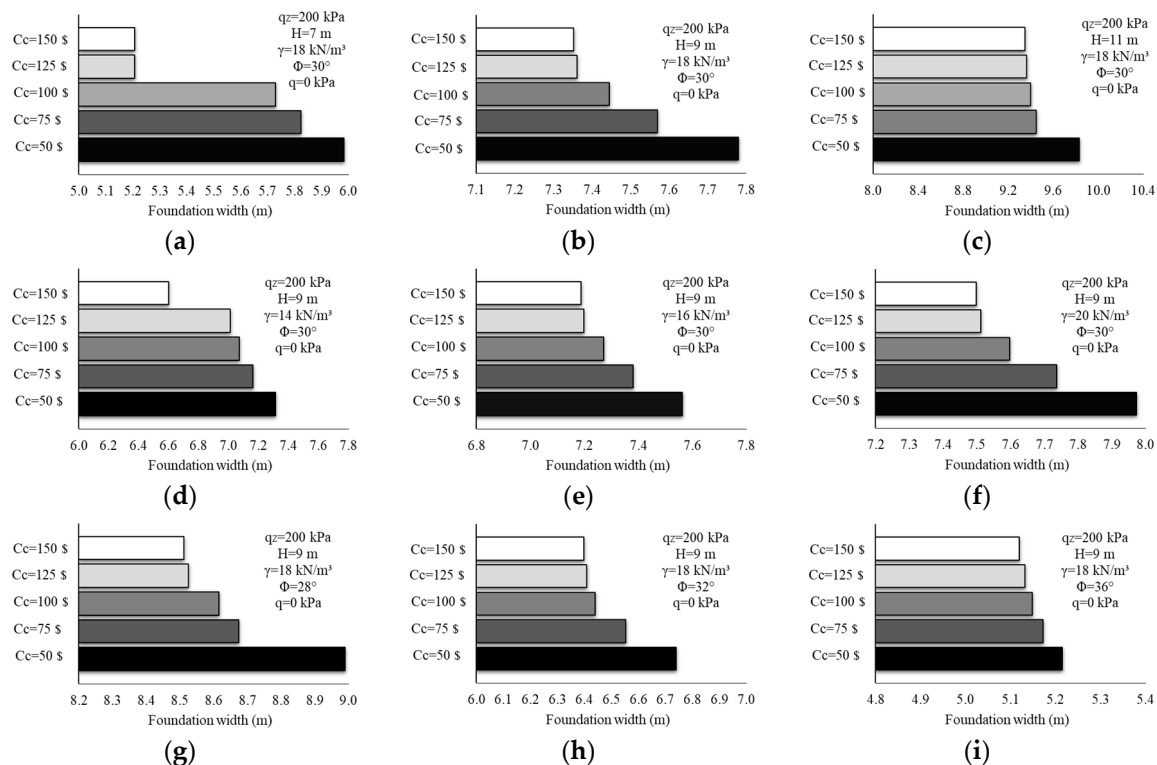 Cc=150 $
Cc=125 $
Cc=100 $
Cc=75 $
Cc=50 $
qz=200 kPa
H=7 m
γ=18 kN/m³
Φ=30°
q=0 kPa
5.0 5.1 5.2 5.3 5.4 5.6 5.7 5.8 5.9 6.0
Foundation width (m)
(a)
Cc=150 $
Cc=125 $
Cc=100 $
Cc=75 $
Cc=50 $
qz=200 kPa
H=9 m
γ=18 kN/m³
Φ=30°
q=0 kPa
7.1 7.2 7.3 7.5 7.6 7.7 7.8
Foundation width (m)
(b)
Cc=150 $
Cc=125 $
Cc=100 $
Cc=75 $
Cc=50 $
qz=200 kPa
H=11 m
γ=18 kN/m³
Φ=30°
q=0 kPa
8.0 8.4 8.8 9.2 9.6 10.0 10.4
Foundation width (m)
(c)
Cc=150 $
Cc=125 $
Cc=100 $
Cc=75 $
Cc=50 $
qz=200 kPa
H=9 m
γ=14 kN/m³
Φ=30°
q=0 kPa
6.0 6.2 6.4 6.6 6.8 7.0 7.2 7.4 7.6 7.8
Foundation width (m)
(d)
Cc=150 $
Cc=125 $
Cc=100 $
Cc=75 $
Cc=50 $
qz=200 kPa
H=9 m
γ=16 kN/m³
Φ=30°
q=0 kPa
6.8 7.0 7.2 7.4 7.6 7.8
Foundation width (m)
(e)
Cc=150 $
Cc=125 $
Cc=100 $
Cc=75 $
Cc=50 $
qz=200 kPa
H=9 m
γ=20 kN/m³
Φ=30°
q=0 kPa
7.2 7.3 7.4 7.5 7.6 7.7 7.8 7.9 8.0
Foundation width (m)
(f)
Cc=150 $
Cc=125 $
Cc=100 $
Cc=75 $
Cc=50 $
qz=200 kPa
H=9 m
γ=18 kN/m³
Φ=28°
q=0 kPa
8.2 8.3 8.4 8.5 8.6 8.7 8.8 8.9 9.0
Foundation width (m)
(g)
Cc=150 $
Cc=125 $
Cc=100 $
Cc=75 $
Cc=50 $
qz=200 kPa
H=9 m
γ=18 kN/m³
Φ=32°
q=0 kPa
6.0 6.1 6.2 6.3 6.4 6.5 6.6 6.7 6.8 6.9 7.0
Foundation width (m)
(h)
Cc=150 $
Cc=125 $
Cc=100 $
Cc=75 $
Cc=50 $
qz=200 kPa
H=9 m
γ=18 kN/m³
Φ=36°
q=0 kPa
4.8 4.9 5.0 5.1 5.2 5.3 5.4
Foundation width (m)
(i)